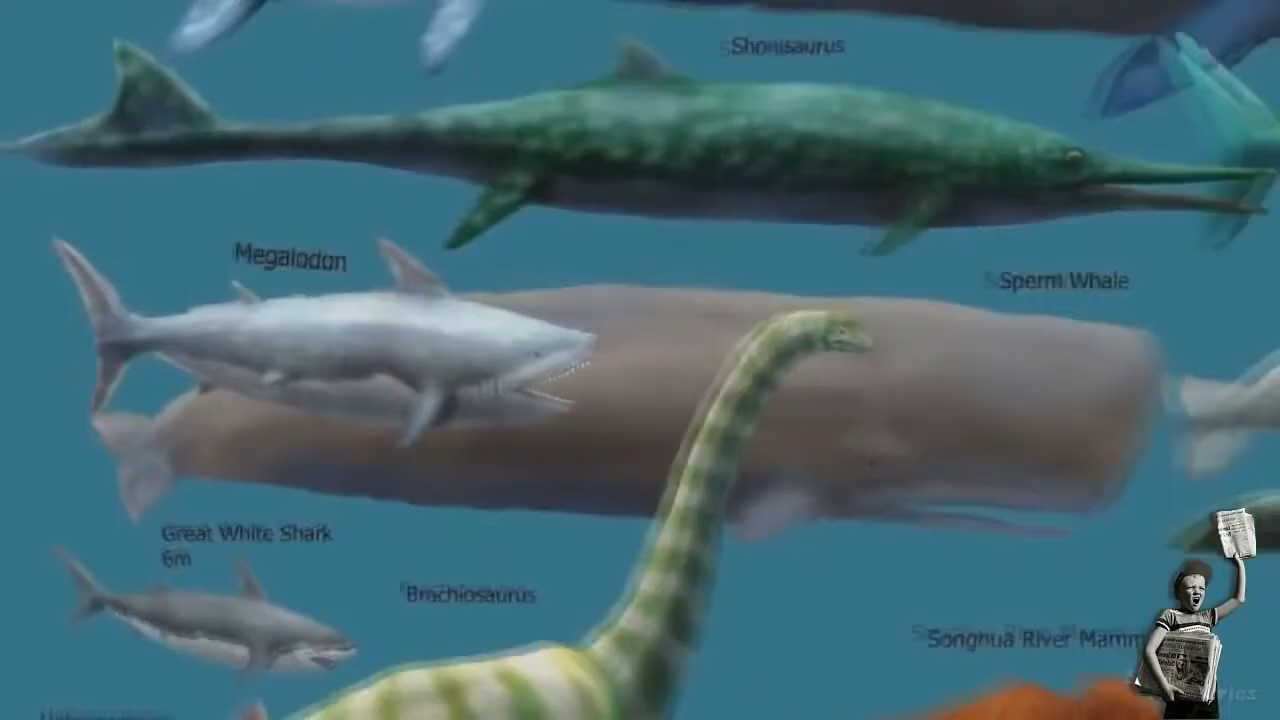 Shonisaurus
Megalodon
Sperm Whale
Great White Shark
6m
Brachiosaurus
Songhua River Mamm